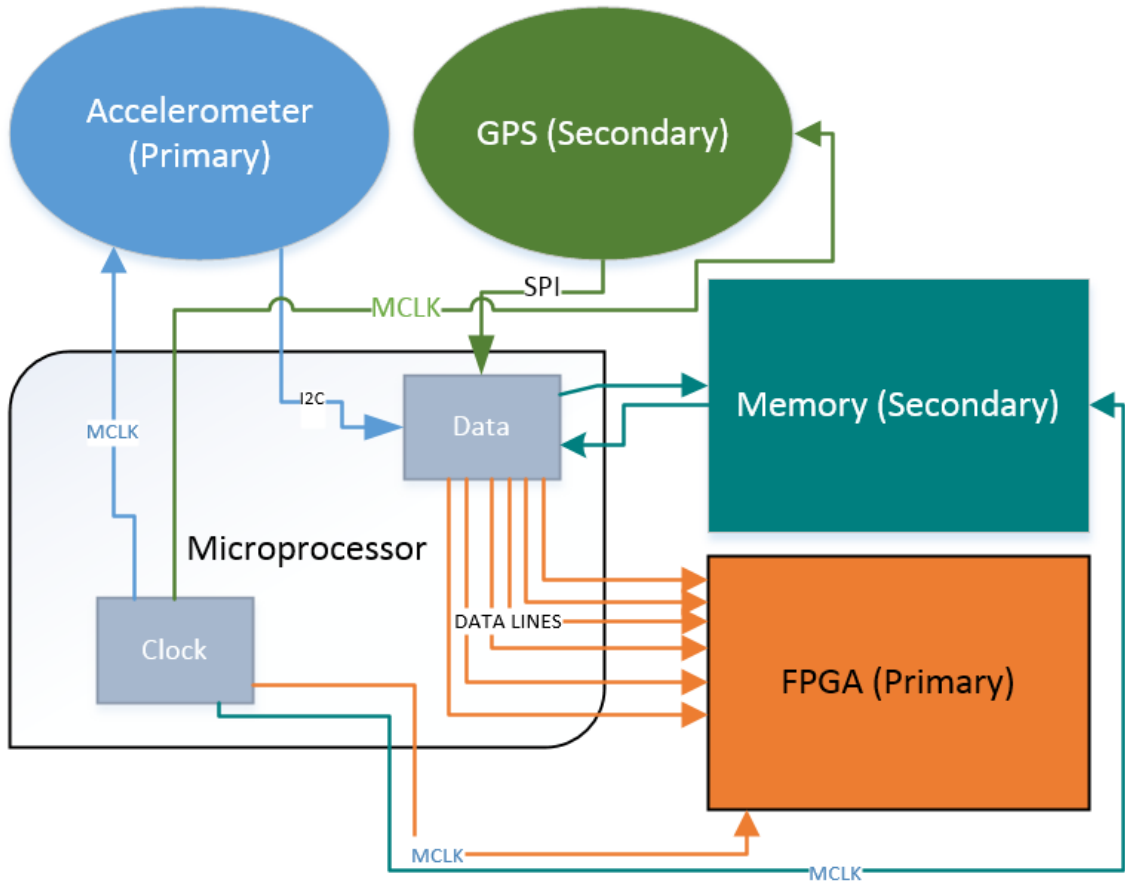 Accelerometer
(Primary)
GPS (Secondary)
SPI
MCLK
I2C
MCLK
Data
Memory (Secondary)
Microprocessor
Clock
DATA LINES
FPGA (Primary)
MCLK
MCLK